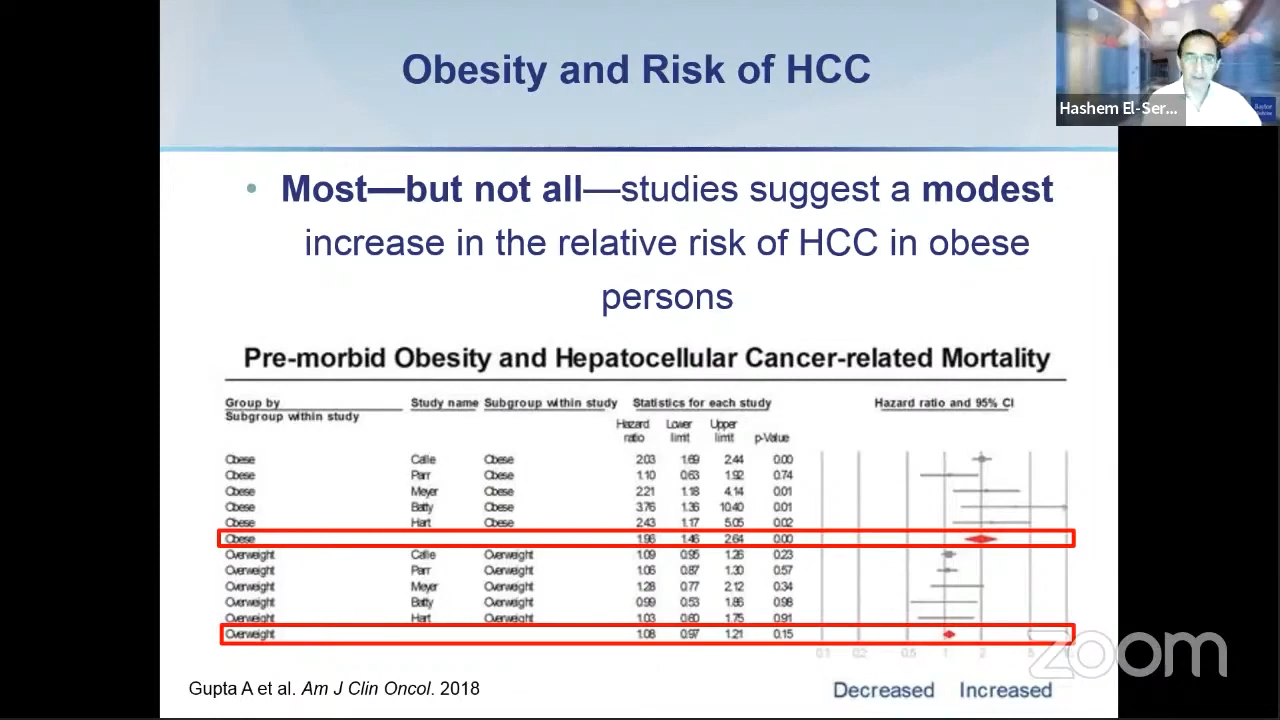 Obesity and Risk of HCC
Hashem El-Ser...
• Most—but not all—studies suggest a modest
increase in the relative risk of HCC in obese
persons
Pre-morbid Obesity and Hepatocellular Cancer-related Mortality
Group by Study name Subgroup within study Statistics for each study Hazard ratio and 95% CI
Subgroup within study
Hazard Lower Upper
ratio limit limit p-Value
Obese Calle Obese 2.03 1.69 2.44 0.00
Obese Parr Obese 1.10 0.63 1.92 0.74
Obese Meyer Obese 2.21 1.18 4.14 0.01
Obese Batty Obese 3.76 1.36 10.40 0.01
Obese Hart Obese 2.43 1.17 5.05 0.02
Obese 1.96 1.46 2.64 0.00
Overweight Calle Overweight 1.09 0.95 1.26 0.23
Overweight Parr Overweight 1.06 0.87 1.30 0.57
Overweight Meyer Overweight 1.28 0.77 2.12 0.34
Overweight Batty Overweight 0.99 0.53 1.86 0.98
Overweight Hart Overweight 1.03 0.60 1.75 0.91
Overweight 1.08 0.97 1.21 0.15
0.1 0.2 0.5 1 2 5
zoom
Gupta A et al. Am J Clin Oncol. 2018
Decreased Increased